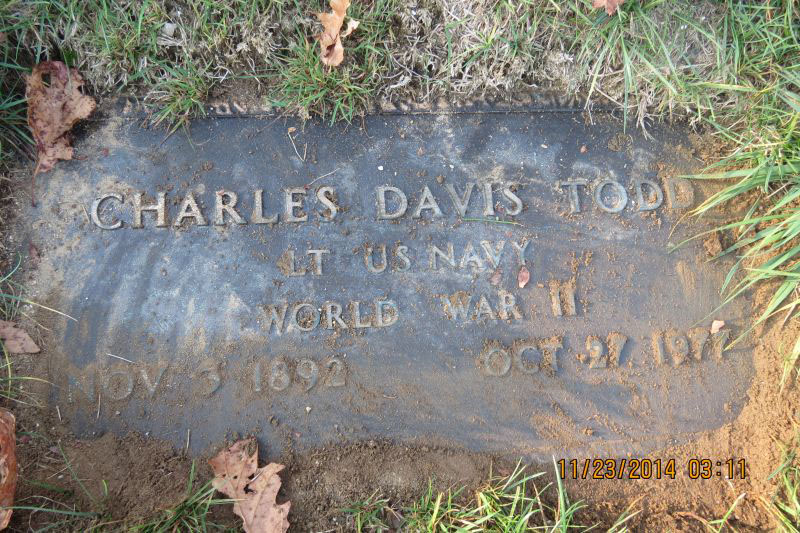 CHARLES DAVIS TODD
LT US NAVY
WORLD WAR II
NOV 3 1892 OCT 27 1977
11/23/2014 03:11